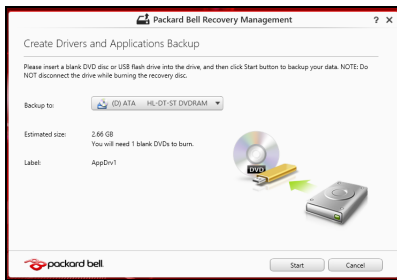 Packard Bell Recovery Management
? X
Create Drivers and Applications Backup
Please insert a blank DVD disc or USB flash drive into the drive, and then click Start button to backup your data. NOTE: Do
NOT disconnect the drive while burning the recovery disc.
Backup to:
(D) ATA HL-DT-ST DVDRAM
Estimated size:
2.66 GB
You will need 1 blank DVDs to burn.
Label:
AppDrv1
DVD
packard bell
Start
Cancel